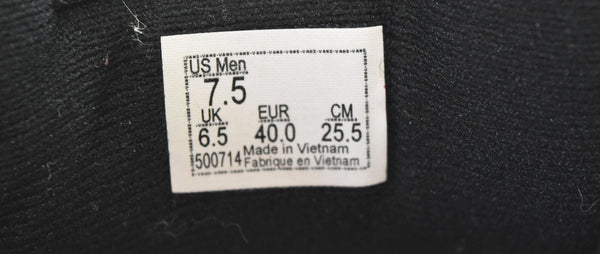 US Men
7.5
UK EUR CM
6.5 40.0 25.5
500714 Made in Vietnam
Fabrique en Vietnam